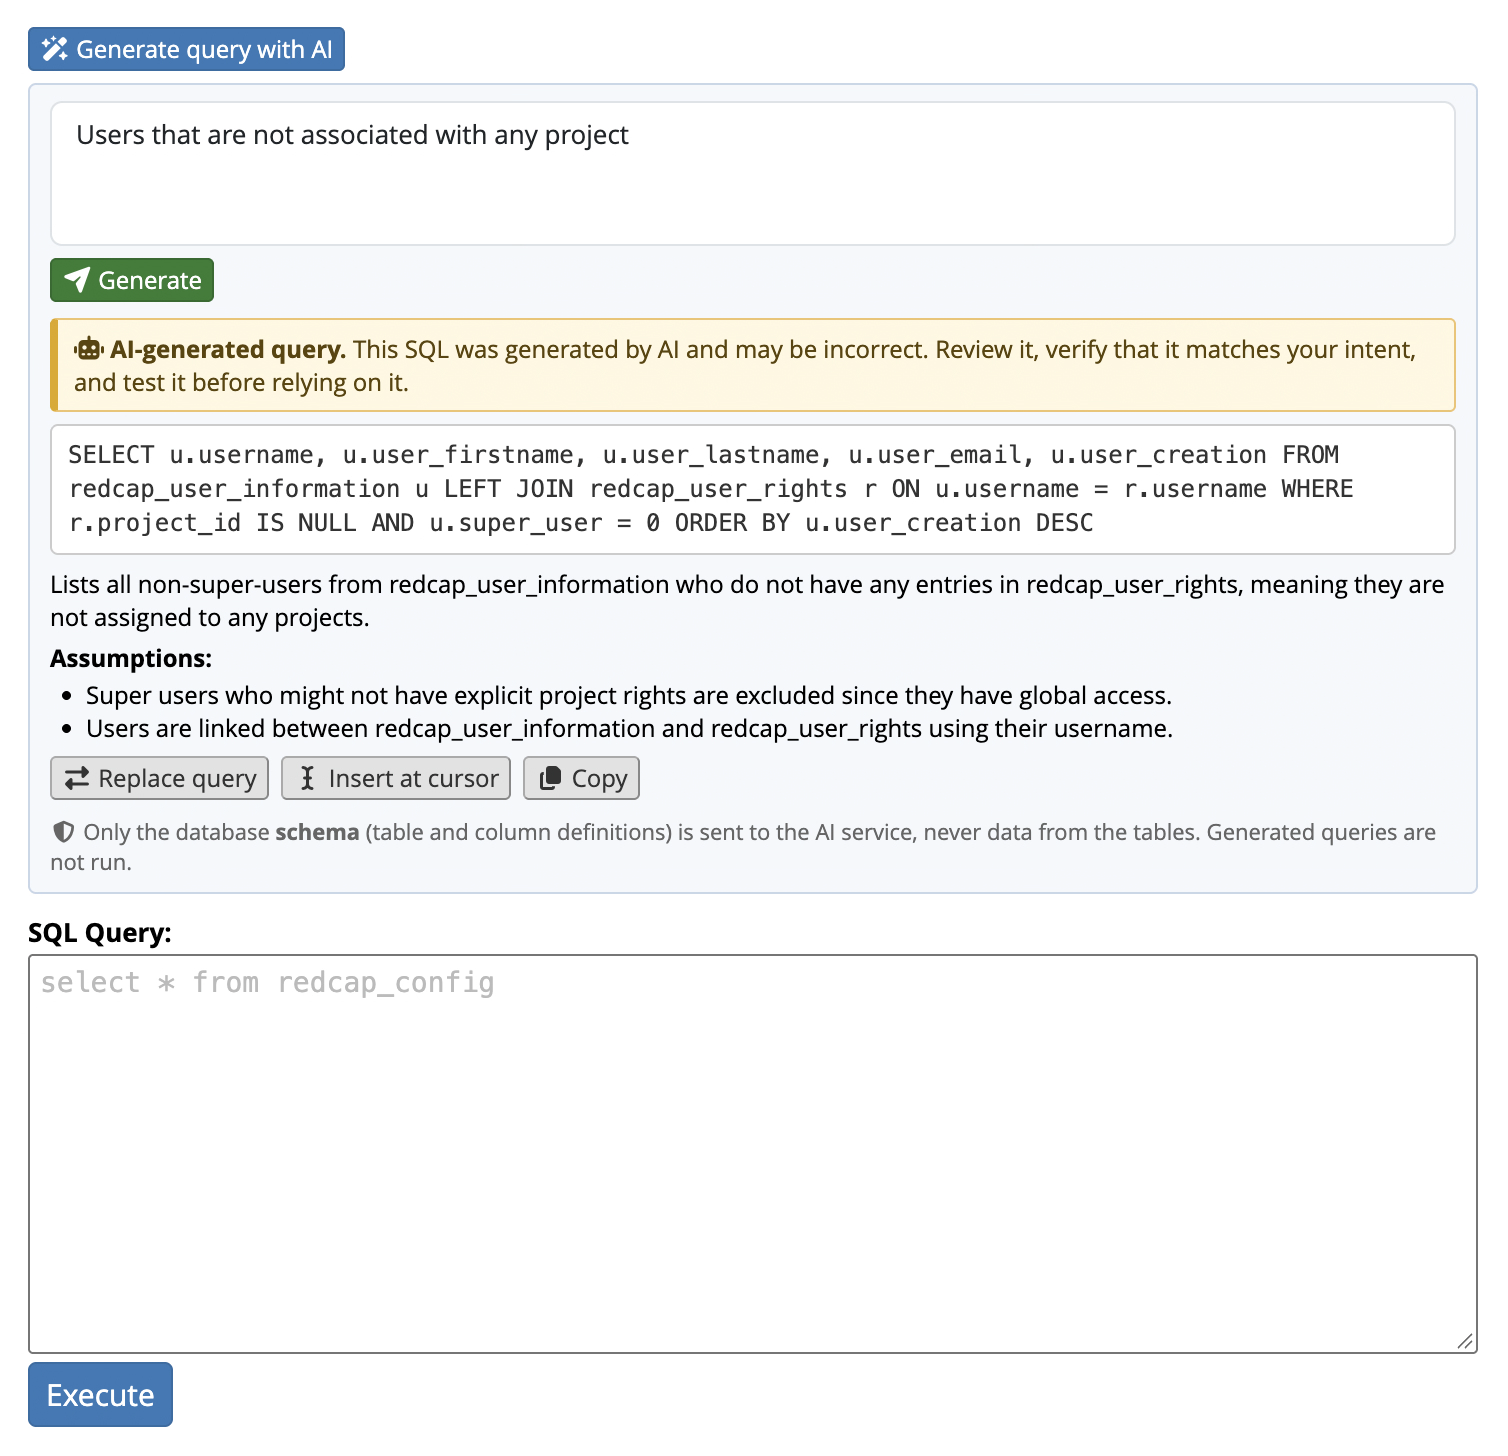 Generate query with AI
Users that are not associated with any project
Generate
AI-generated query. This SQL was generated by AI and may be incorrect. Review it, verify that it matches your intent,
and test it before relying on it.
SELECT u.username, u.user_firstname, u.user_lastname, u.user_email, u.user_creation FROM
redcap_user_information u LEFT JOIN redcap_user_rights r ON u.username = r.username WHERE
r.project_id IS NULL AND u.super_user = 0 ORDER BY u.user_creation DESC
Lists all non-super-users from redcap_user_information who do not have any entries in redcap_user_rights, meaning they are
not assigned to any projects.
Assumptions:
• Super users who might not have explicit project rights are excluded since they have global access.
• Users are linked between redcap_user_information and redcap_user_rights using their username.
Replace query Insert at cursor Copy
Only the database schema (table and column definitions) is sent to the AI service, never data from the tables. Generated queries are
not run.
SQL Query:
select * from redcap_config
Execute